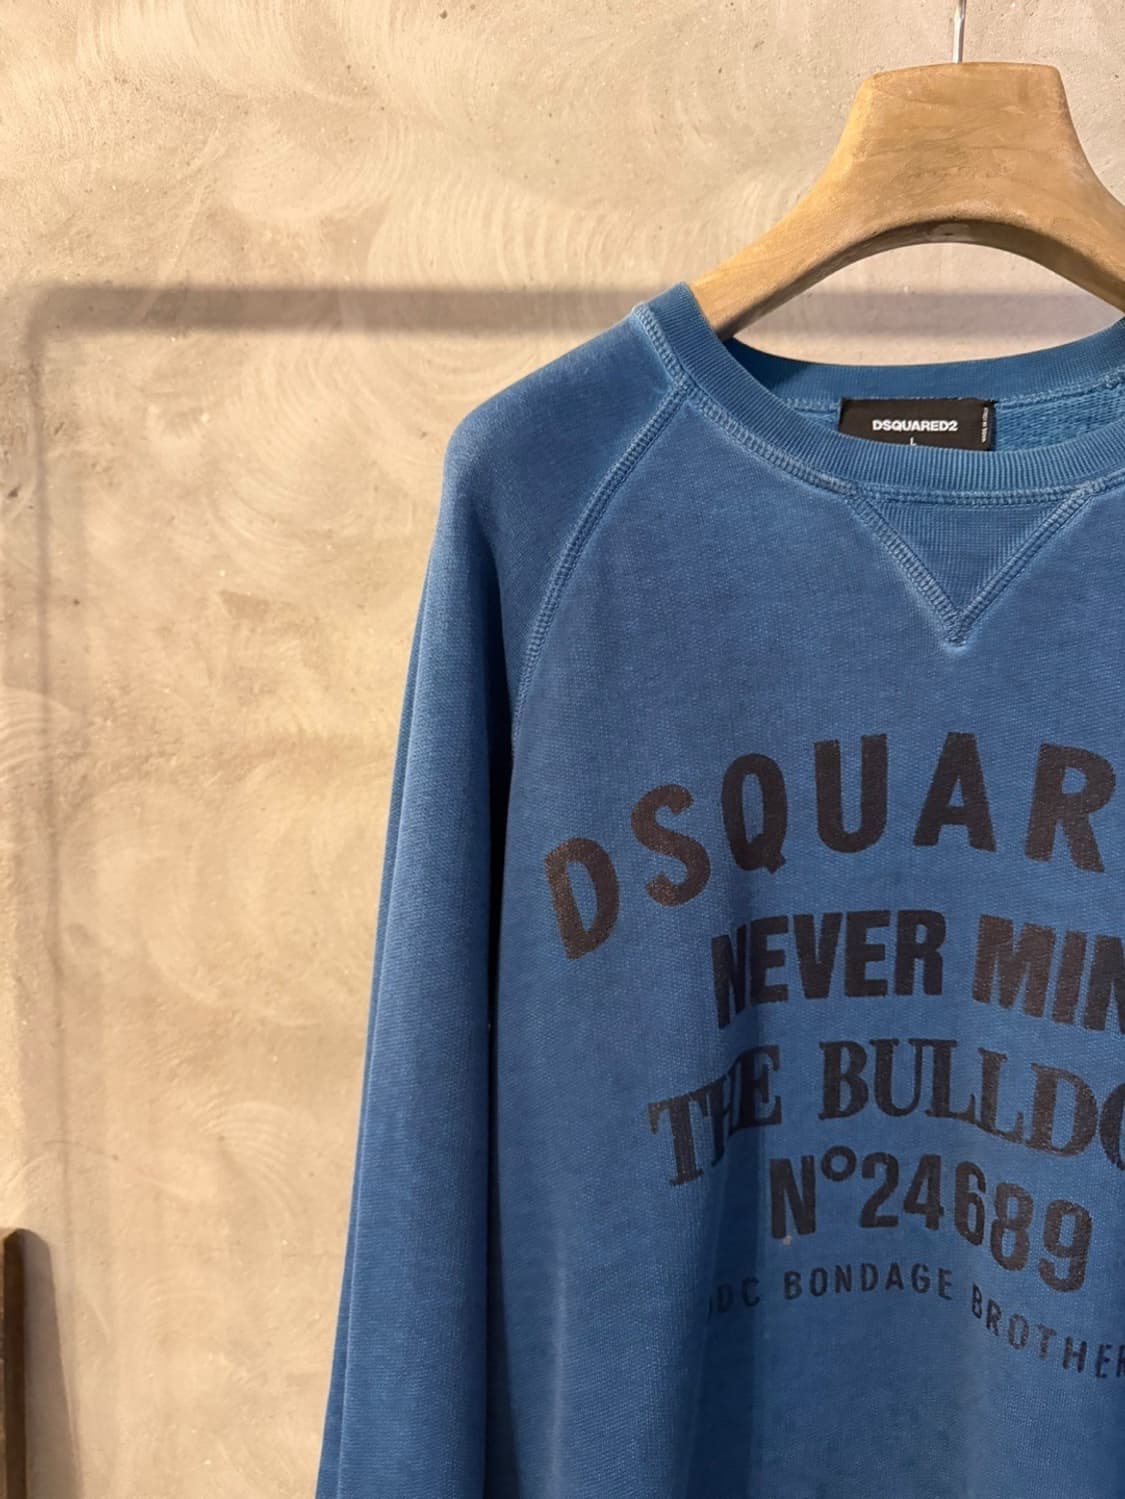 DSQUARED2
L
DSQUAR
NEVER MIN
THE BULLDO
N°24689
DC BONDAGE BROTHER